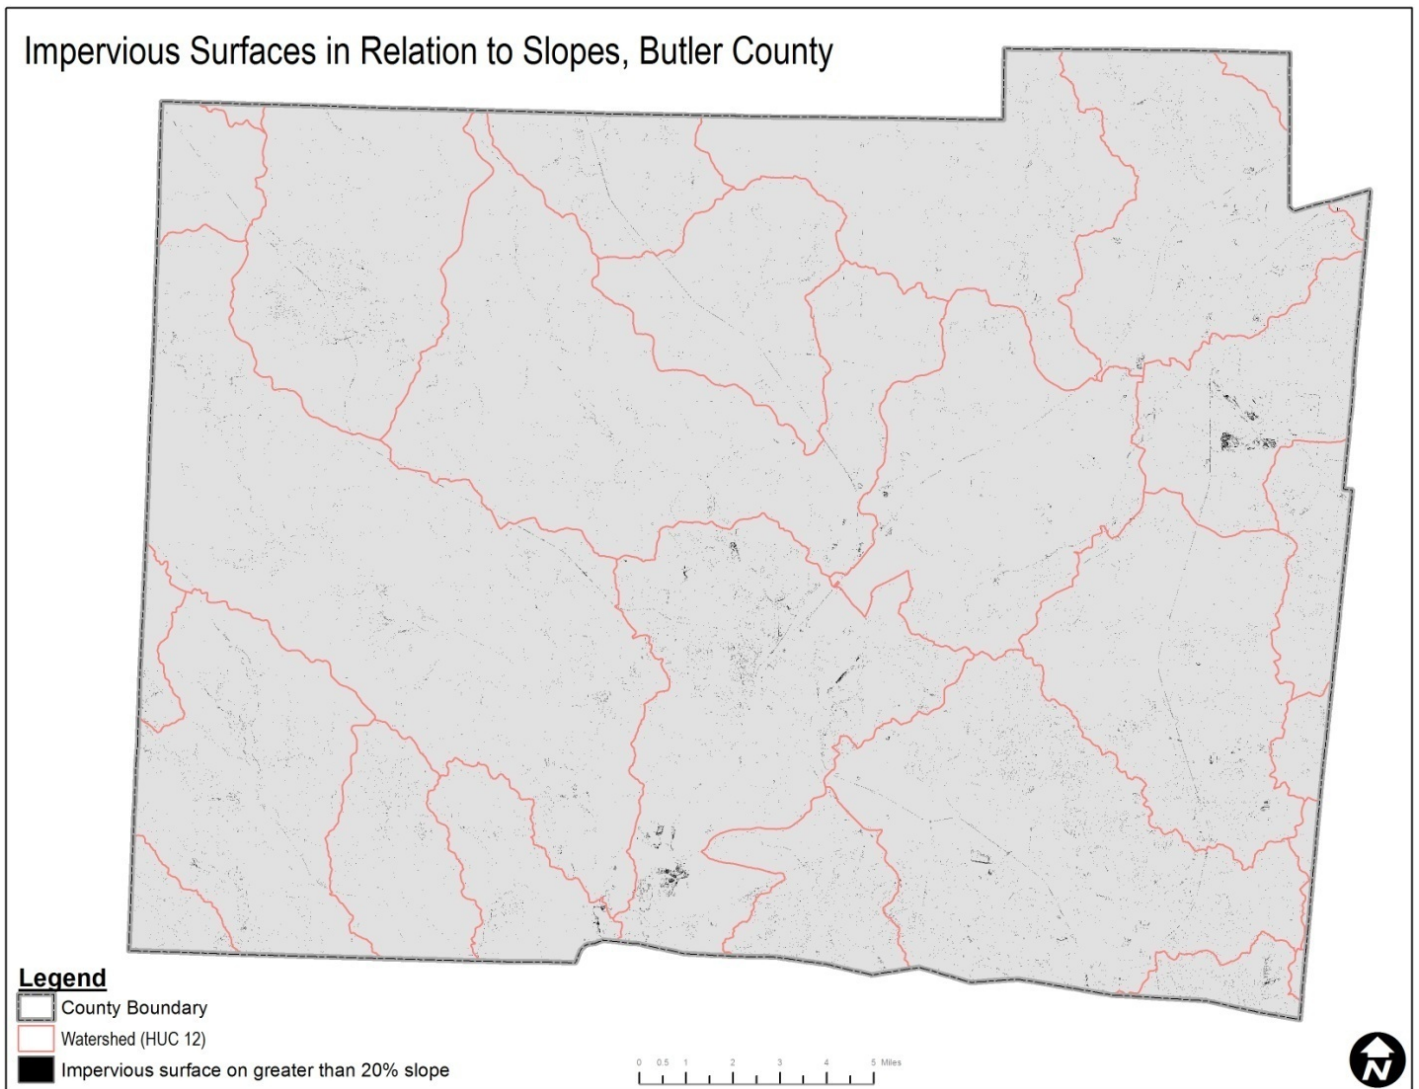 Impervious Surfaces in Relation to Slopes, Butler County
Legend
County Boundary
Watershed (HUC 12)
Impervious surface on greater than 20% slope
0 0.5 1 2 3 4 5 Miles
N